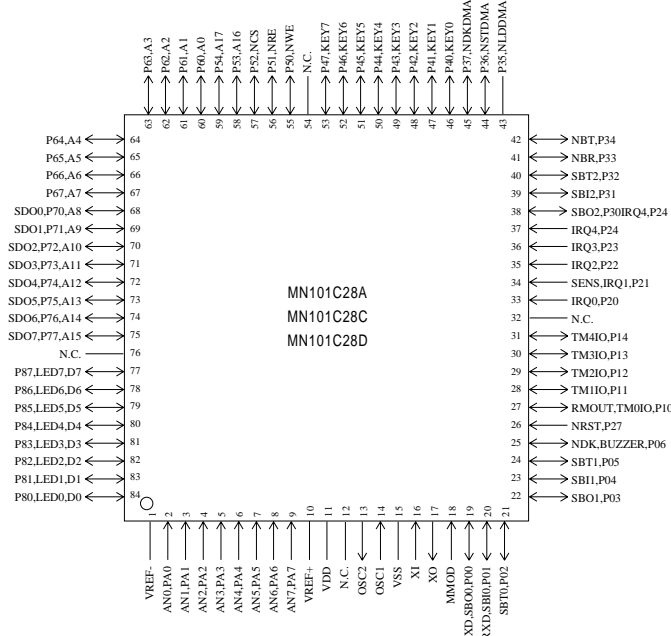 P63,A3
P62,A2
P61,A1
P60,A0
P54,A17
P53,A16
P52,NCS
P51,NRE
P50,NWE
N.C.
P47,KEY7
P46,KEY6
P45,KEY5
P44,KEY4
P43,KEY3
P42,KEY2
P41,KEY1
P40,KEY0
P37,NDKDMA
P36,NSTDMA
P35,NLDDMA
63 62 61 60 59 58 57 56 55 54 53 52 51 50 49 48 47 46 45 44 43
P64,A4 64 42 NBT,P34
P65,A5 65 41 NBR,P33
P66,A6 66 40 SBT2,P32
P67,A7 67 39 SBI2,P31
SDO0,P70,A8 68 38 SBO2,P30IRQ4,P24
SDO1,P71,A9 69 37 IRQ4,P24
SDO2,P72,A10 70 36 IRQ3,P23
SDO3,P73,A11 71 35 IRQ2,P22
SDO4,P74,A12 72 34 SENS,IRQ1,P21
SDO5,P75,A13 73 33 IRQ0,P20
SDO6,P76,A14 74 32 N.C.
SDO7,P77,A15 75 31 TM4IO,P14
N.C. 76 30 TM3IO,P13
P87,LED7,D7 77 29 TM2IO,P12
P86,LED6,D6 78 28 TM1IO,P11
P85,LED5,D5 79 27 RMOUT,TM0IO,P10
P84,LED4,D4 80 26 NRST,P27
P83,LED3,D3 81 25 NDK,BUZZER,P06
P82,LED2,D2 82 24 SBT1,P05
P81,LED1,D1 83 23 SBI1,P04
P80,LED0,D0 84 22 SBO1,P03
MN101C28A
MN101C28C
MN101C28D
1 2 3 4 5 6 7 8 9 10 11 12 13 14 15 16 17 18 19 20 21
VREF-
AN0,PA0
AN1,PA1
AN2,PA2
AN3,PA3
AN4,PA4
AN5,PA5
AN6,PA6
AN7,PA7
VREF+
VDD
N.C.
OSC2
OSC1
VSS
XI
XO
MMOD
XD,SBO0,P00
RXD,SBI0,P01
SBT0,P02